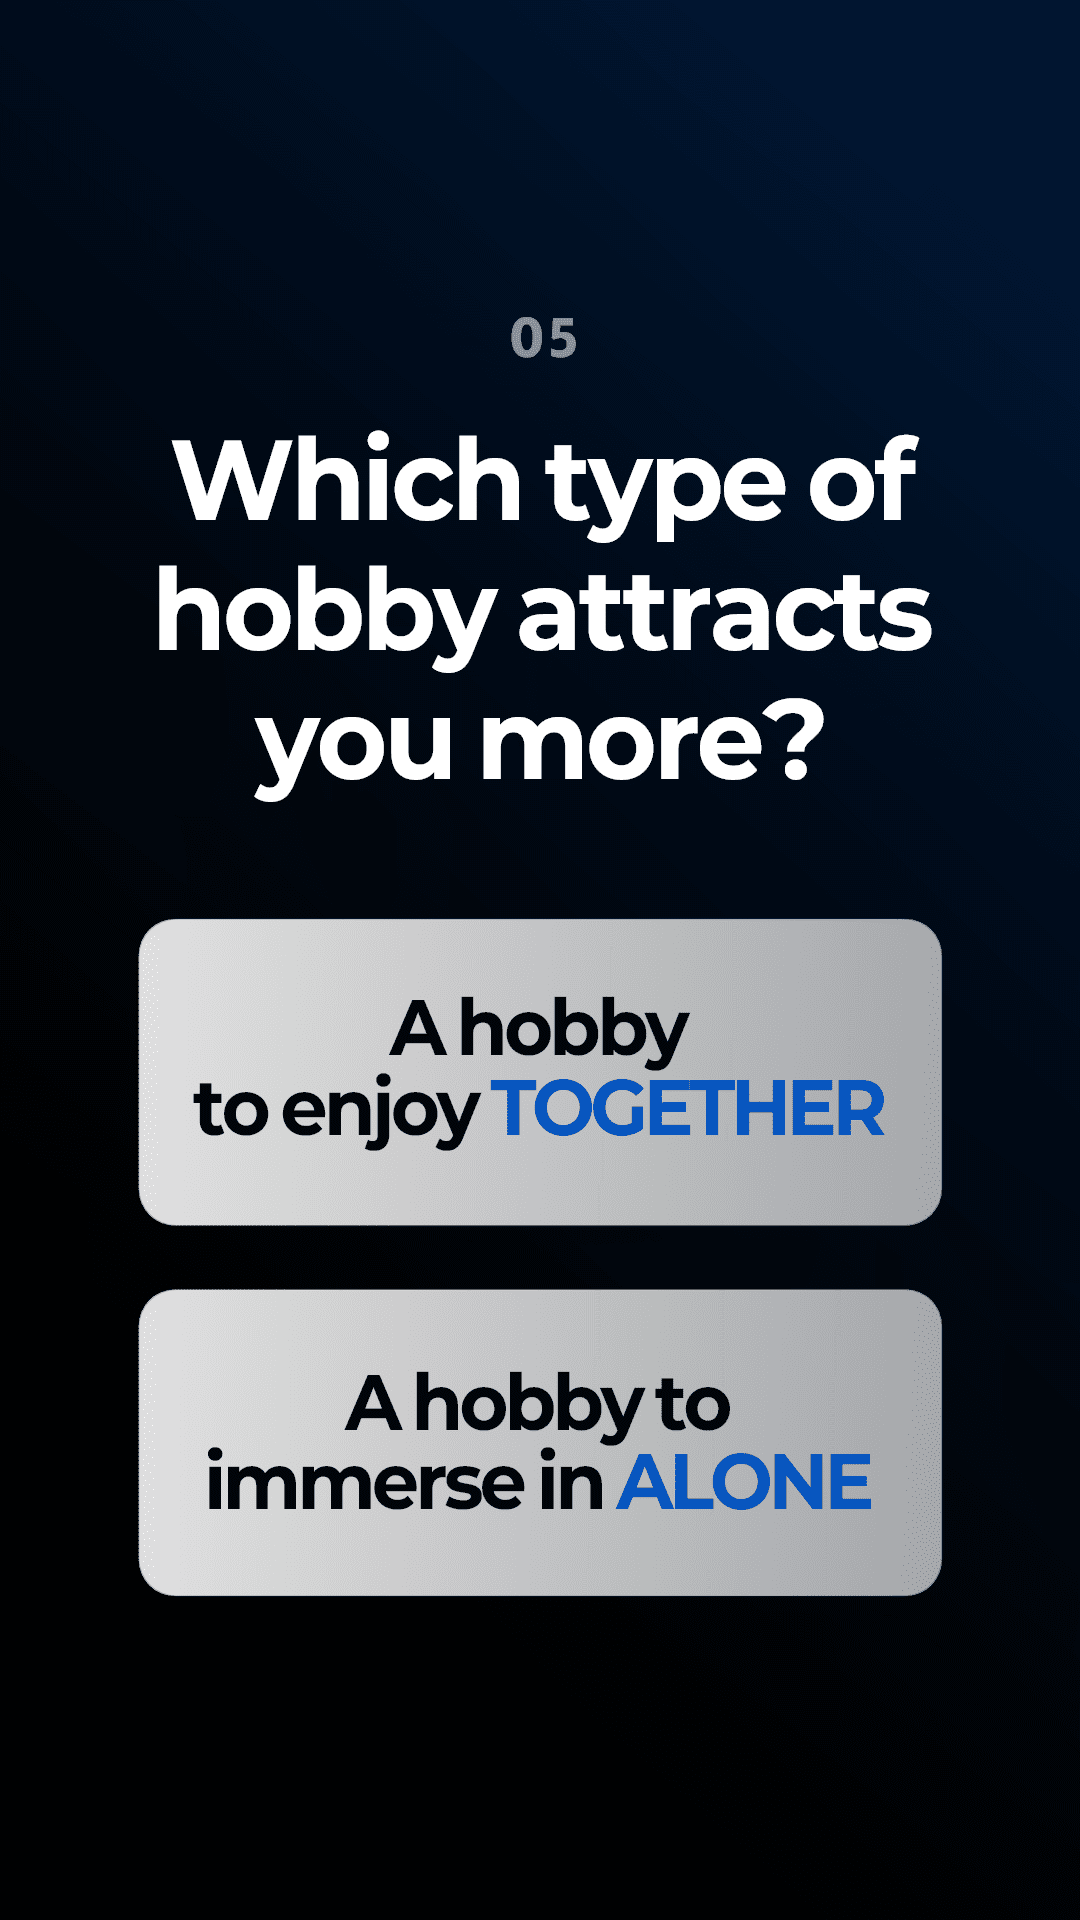 05
Which type of
hobby attracts
you more?
A hobby
to enjoy TOGETHER
A hobby to
immerse in ALONE